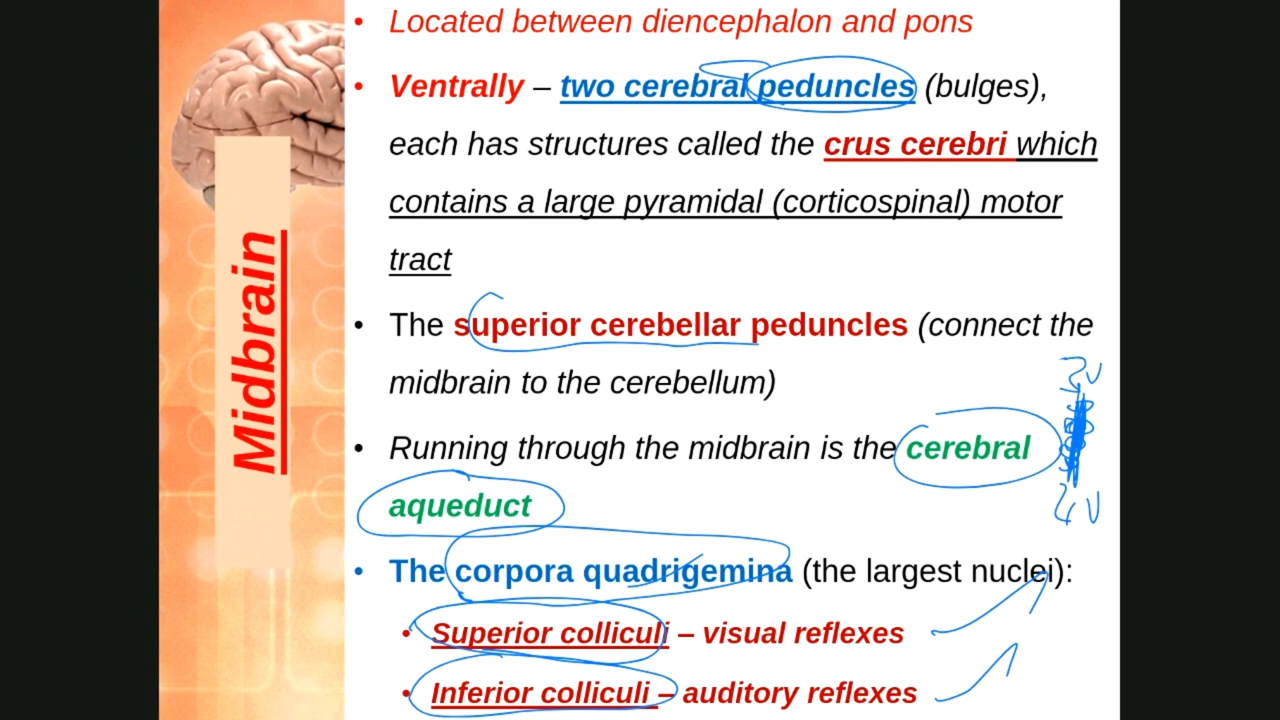 Midbrain
• Located between diencephalon and pons
• Ventrally – two cerebral peduncles (bulges),
each has structures called the crus cerebri which
contains a large pyramidal (corticospinal) motor
tract
• The superior cerebellar peduncles (connect the
midbrain to the cerebellum)
• Running through the midbrain is the cerebral
aqueduct
• The corpora quadrigemina (the largest nuclei):
• Superior colliculi – visual reflexes
• Inferior colliculi – auditory reflexes
3V
4V